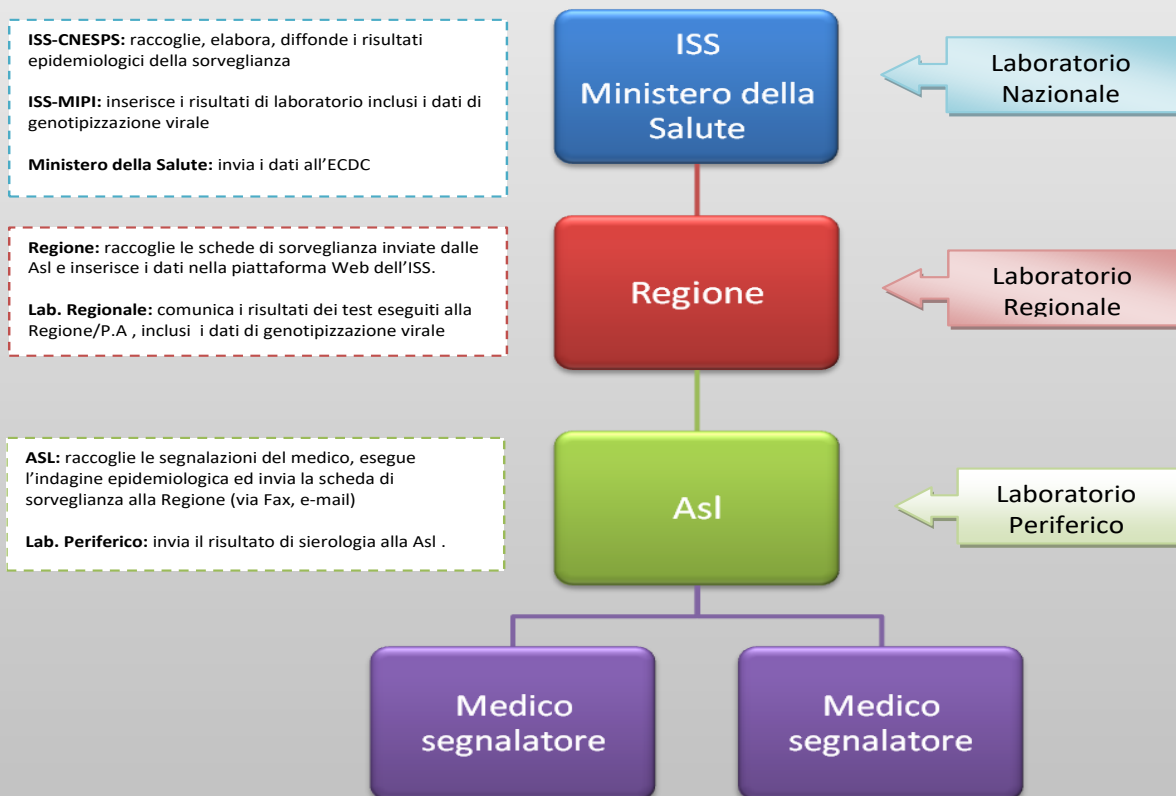 ISS-CNESPS: raccoglie, elabora, diffonde i risultati
epidemiologici della sorveglianza
ISS-MIPI: inserisce i risultati di laboratorio inclusi i dati di
genotipizzazione virale
Ministero della Salute: invia i dati all’ECDC
ISS
Ministero della
Salute
Laboratorio
Nazionale
Regione: raccoglie le schede di sorveglianza inviate dalle
Asl e inserisce i dati nella piattaforma Web dell’ISS.
Lab. Regionale: comunica i risultati dei test eseguiti alla
Regione/P.A , inclusi i dati di genotipizzazione virale
Regione
Laboratorio
Regionale
ASL: raccoglie le segnalazioni del medico, esegue
l’indagine epidemiologica ed invia la scheda di
sorveglianza alla Regione (via Fax, e-mail)
Lab. Periferico: invia il risultato di sierologia alla Asl .
Asl
Laboratorio
Periferico
Medico
segnalatore
Medico
segnalatore